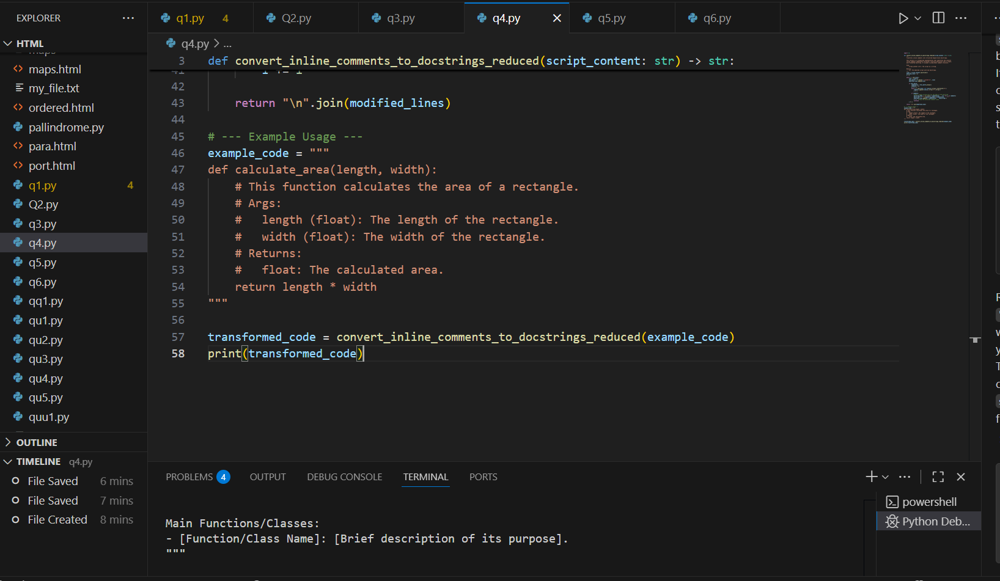 EXPLORER
HTML
maps
maps.html
my_file.txt
ordered.html
pallindrome.py
para.html
port.html
q1.py 4
Q2.py
q3.py
q4.py
q5.py
q6.py
qq1.py
qu1.py
qu2.py
qu3.py
qu4.py
qu5.py
quu1.py
OUTLINE
TIMELINE q4.py
File Saved 6 mins
File Saved 7 mins
File Created 8 mins
q1.py 4 Q2.py q3.py q4.py q5.py q6.py
q4.py > ...
3 def convert_inline_comments_to_docstrings_reduced(script_content: str) -> str:
41 i += 1
42
43 return "\n".join(modified_lines)
44
45 # --- Example Usage ---
46 example_code = """
47 def calculate_area(length, width):
48 # This function calculates the area of a rectangle.
49 # Args:
50 #   length (float): The length of the rectangle.
51 #   width (float): The width of the rectangle.
52 # Returns:
53 #   float: The calculated area.
54 return length * width
55 """
56
57 transformed_code = convert_inline_comments_to_docstrings_reduced(example_code)
58 print(transformed_code)
PROBLEMS 4 OUTPUT DEBUG CONSOLE TERMINAL PORTS
Main Functions/Classes:
- [Function/Class Name]: [Brief description of its purpose].
"""
powershell
Python Deb...